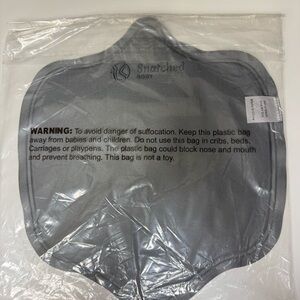 Snatched
BODY
WARNING: To avoid danger of suffocation. Keep this plastic bag
away from babies and children. Do not use this bag in cribs, beds,
Carriages or playpens. The plastic bag could block nose and mouth
and prevent breathing. This bag is not a toy.